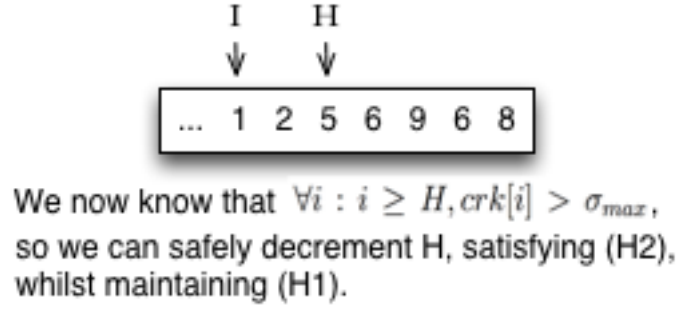 I H
... 1 2 5 6 9 6 8
We now know that ∀i : i ≥ H, crk[i] > σ_max,
so we can safely decrement H, satisfying (H2),
whilst maintaining (H1).